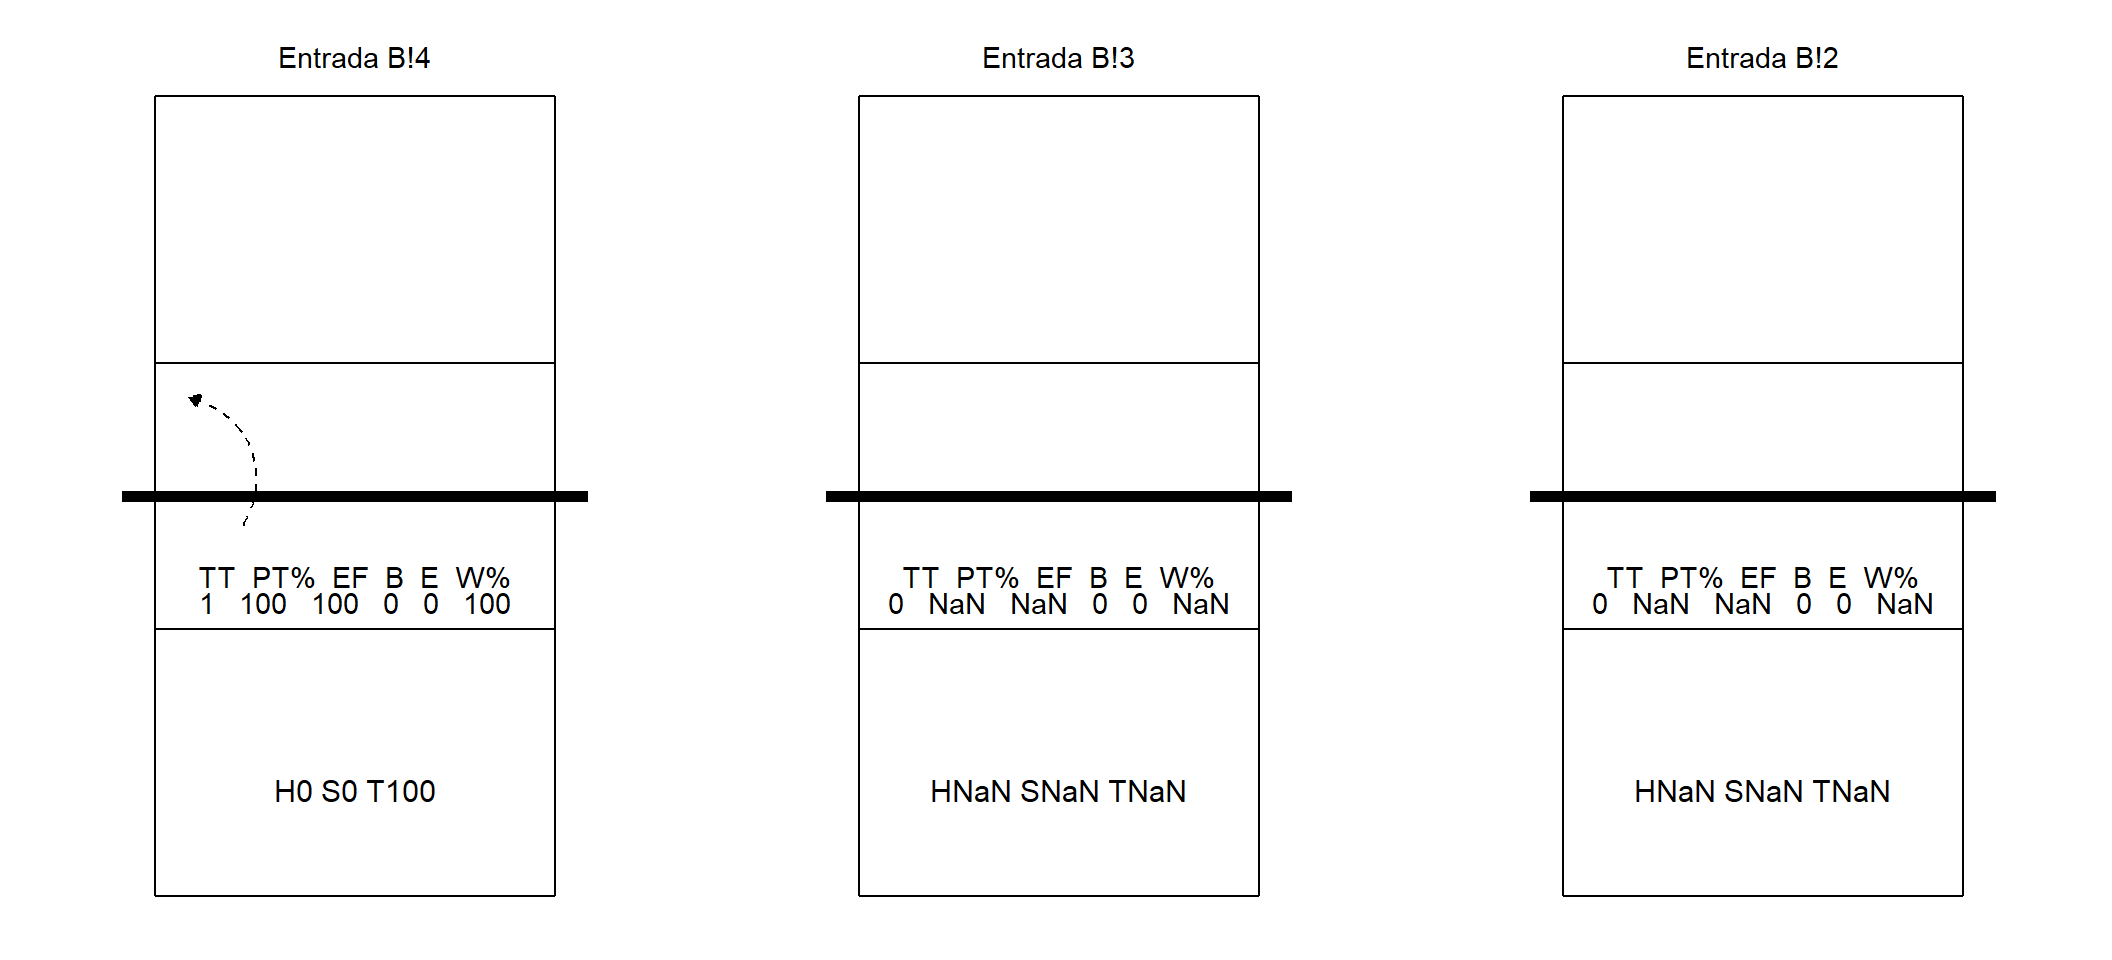 Entrada B!4
TT PT% EF B E W%
1 100 100 0 0 100
H0 S0 T100
Entrada B!3
TT PT% EF B E W%
0 NaN NaN 0 0 NaN
HNaN SNaN TNaN
Entrada B!2
TT PT% EF B E W%
0 NaN NaN 0 0 NaN
HNaN SNaN TNaN